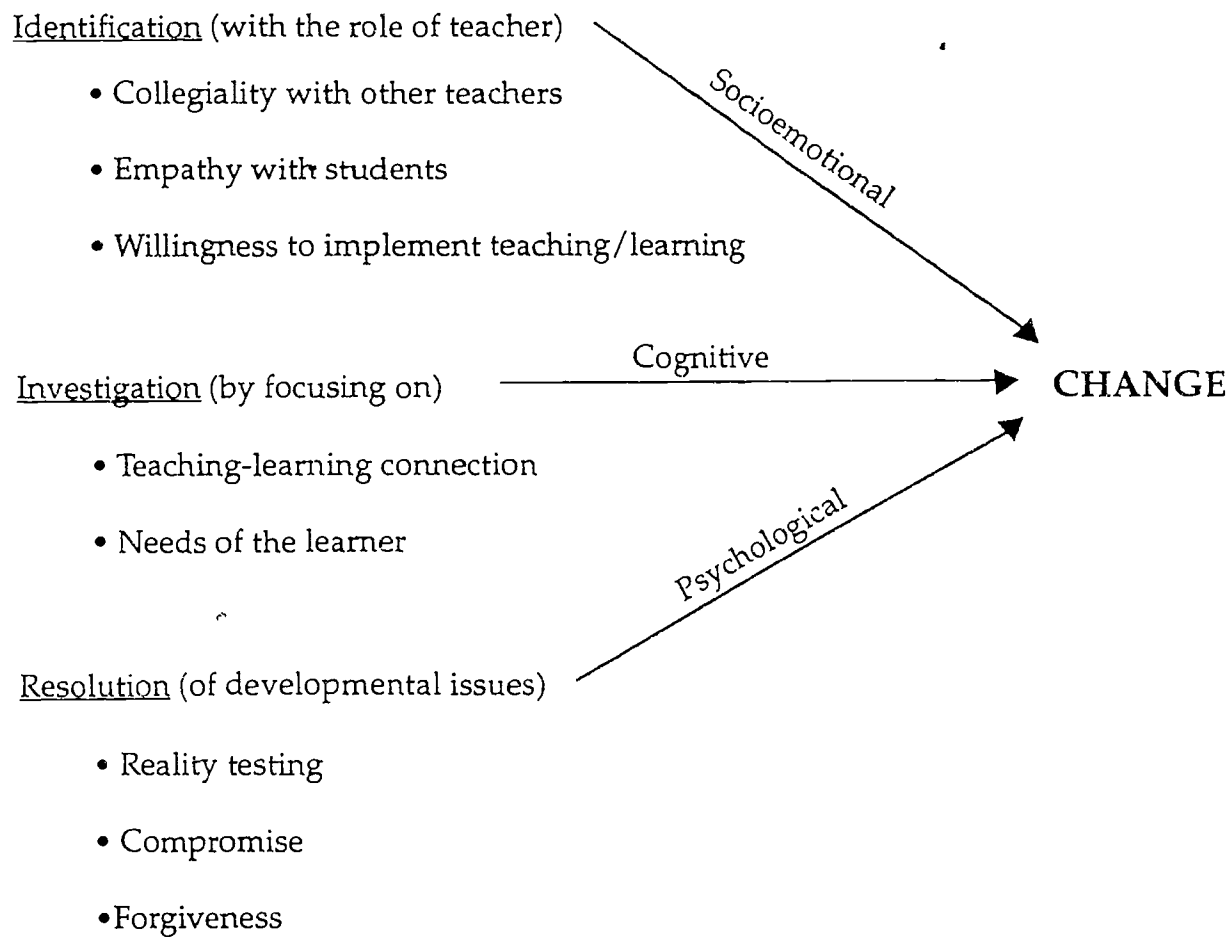 Identification (with the role of teacher)
• Collegiality with other teachers
• Empathy with students
• Willingness to implement teaching/learning
Socioemotional
Investigation (by focusing on)
Cognitive
CHANGE
• Teaching-learning connection
• Needs of the learner
Psychological
Resolution (of developmental issues)
• Reality testing
• Compromise
•Forgiveness